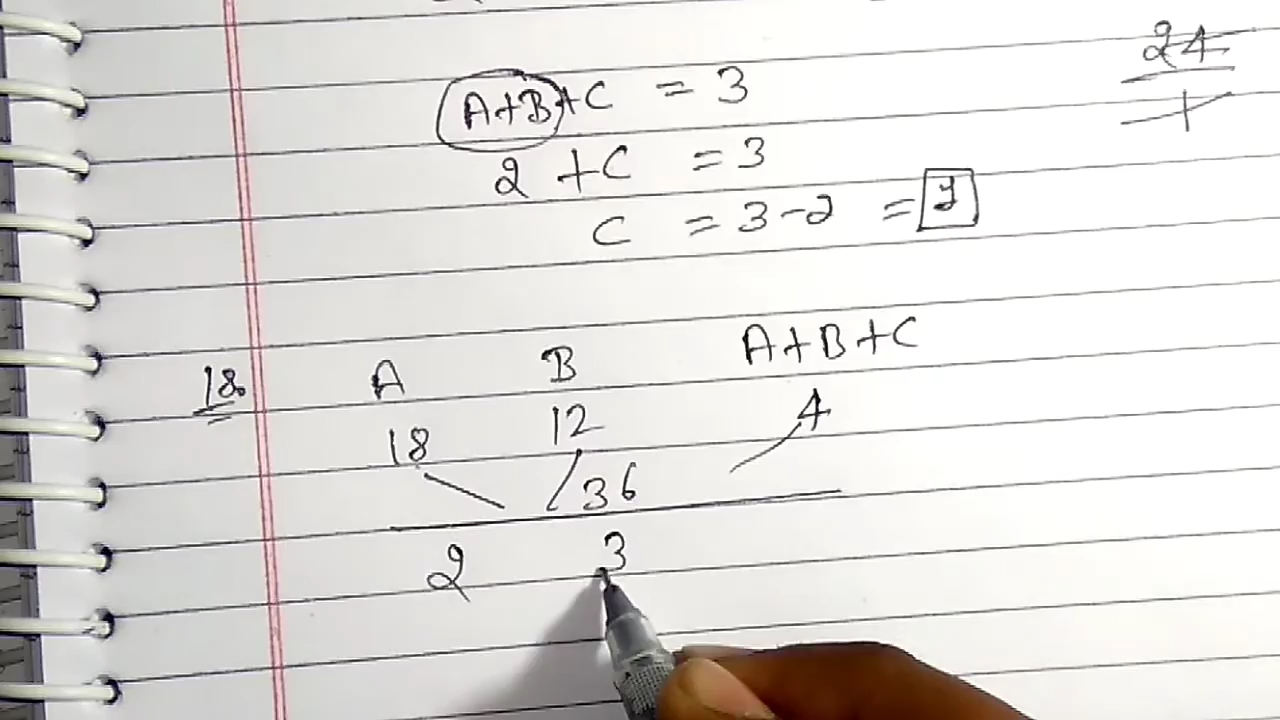 A+B+C = 3
24
1
2 + C = 3
C = 3-2 = 1
18. A B A+B+C
18 12 4
36
2 3